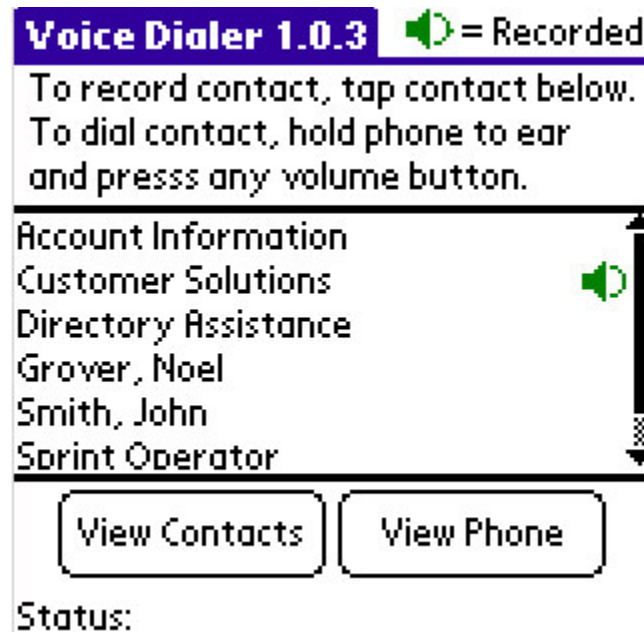 Voice Dialer 1.0.3 = Recorded
To record contact, tap contact below.
To dial contact, hold phone to ear
and presss any volume button.
Account Information
Customer Solutions
Directory Assistance
Grover, Noel
Smith, John
Sprint Operator
View Contacts View Phone
Status: